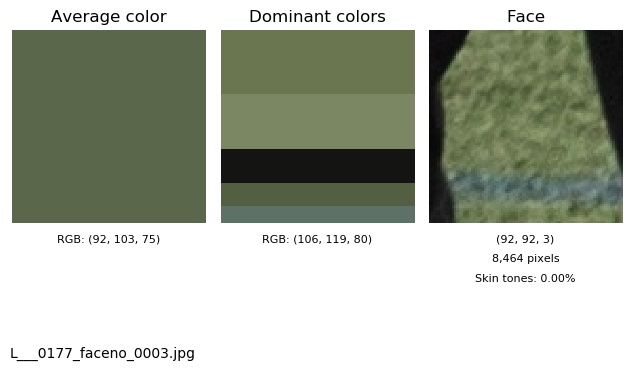 Average color
Dominant colors
Face
RGB: (92, 103, 75)
RGB: (106, 119, 80)
(92, 92, 3)
8,464 pixels
Skin tones: 0.00%
L___0177_faceno_0003.jpg